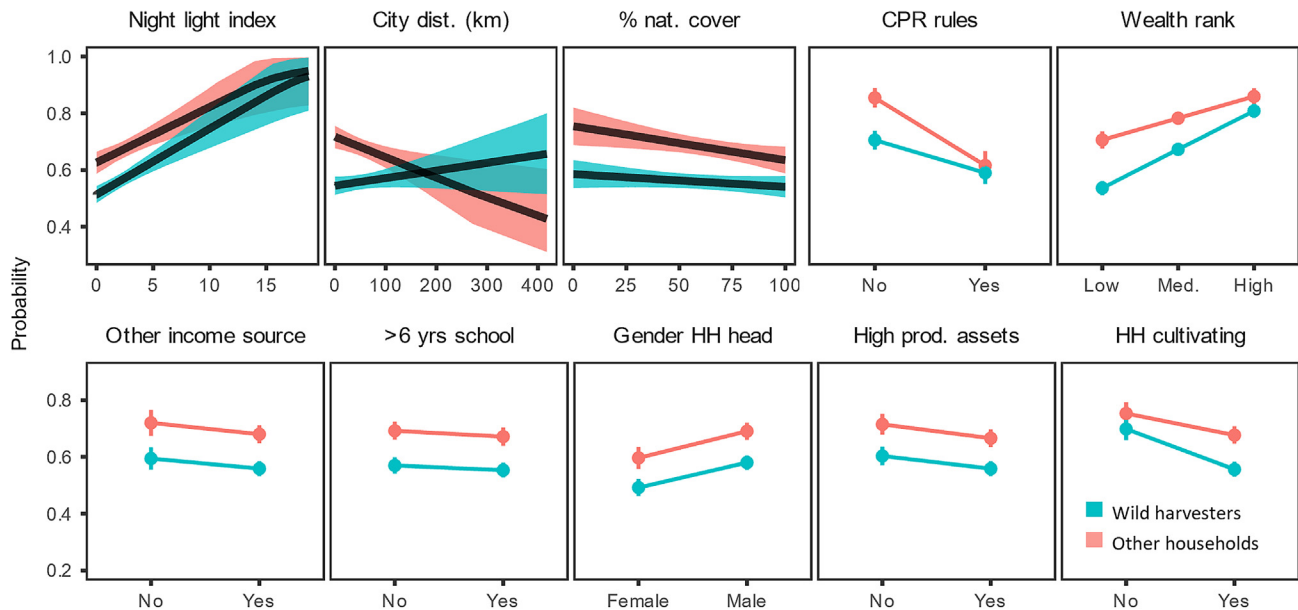 Night light index City dist. (km) % nat. cover CPR rules Wealth rank
1.0
0.8
0.6
0.4
0 5 10 15 0 100 200 300 400 0 25 50 75 100 No Yes Low Med. High
Probability
Other income source >6 yrs school Gender HH head High prod. assets HH cultivating
0.8
0.6
0.4
0.2
Wild harvesters
Other households
No Yes No Yes Female Male No Yes No Yes